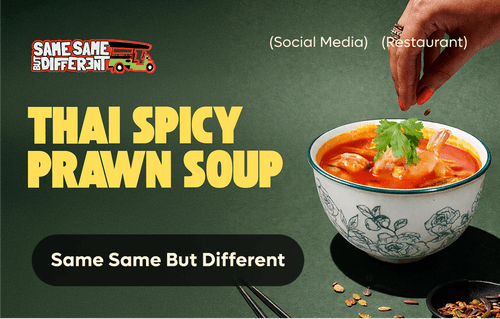 SAME SAME
BUT DIFFERENT
(Social Media) (Restaurant)
THAI SPICY
PRAWN SOUP
Same Same But Different